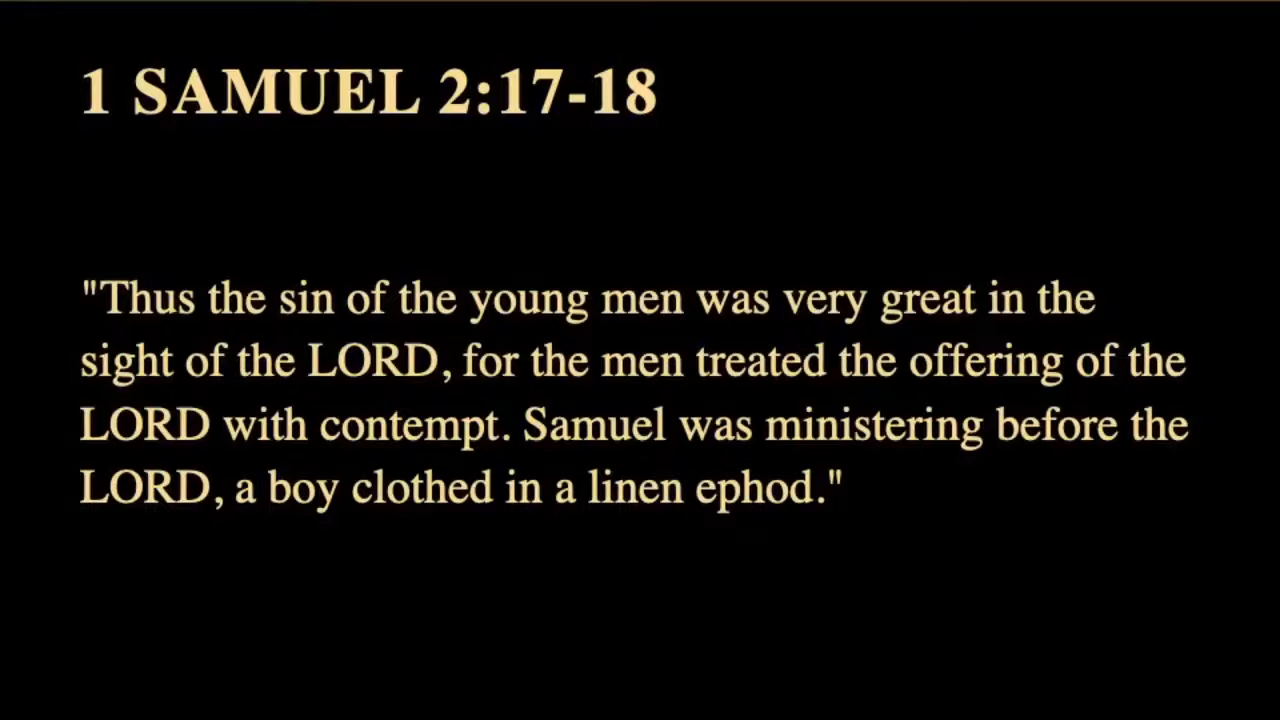 1 SAMUEL 2:17-18
"Thus the sin of the young men was very great in the
sight of the LORD, for the men treated the offering of the
LORD with contempt. Samuel was ministering before the
LORD, a boy clothed in a linen ephod."